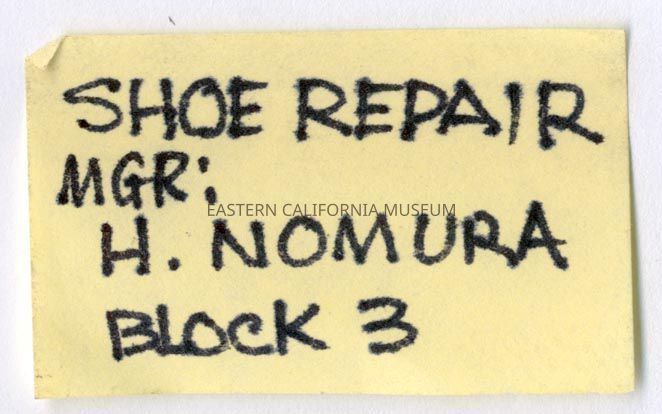 SHOE REPAIR
MGR:
EASTERN CALIFORNIA MUSEUM
H. NOMURA
BLOCK 3